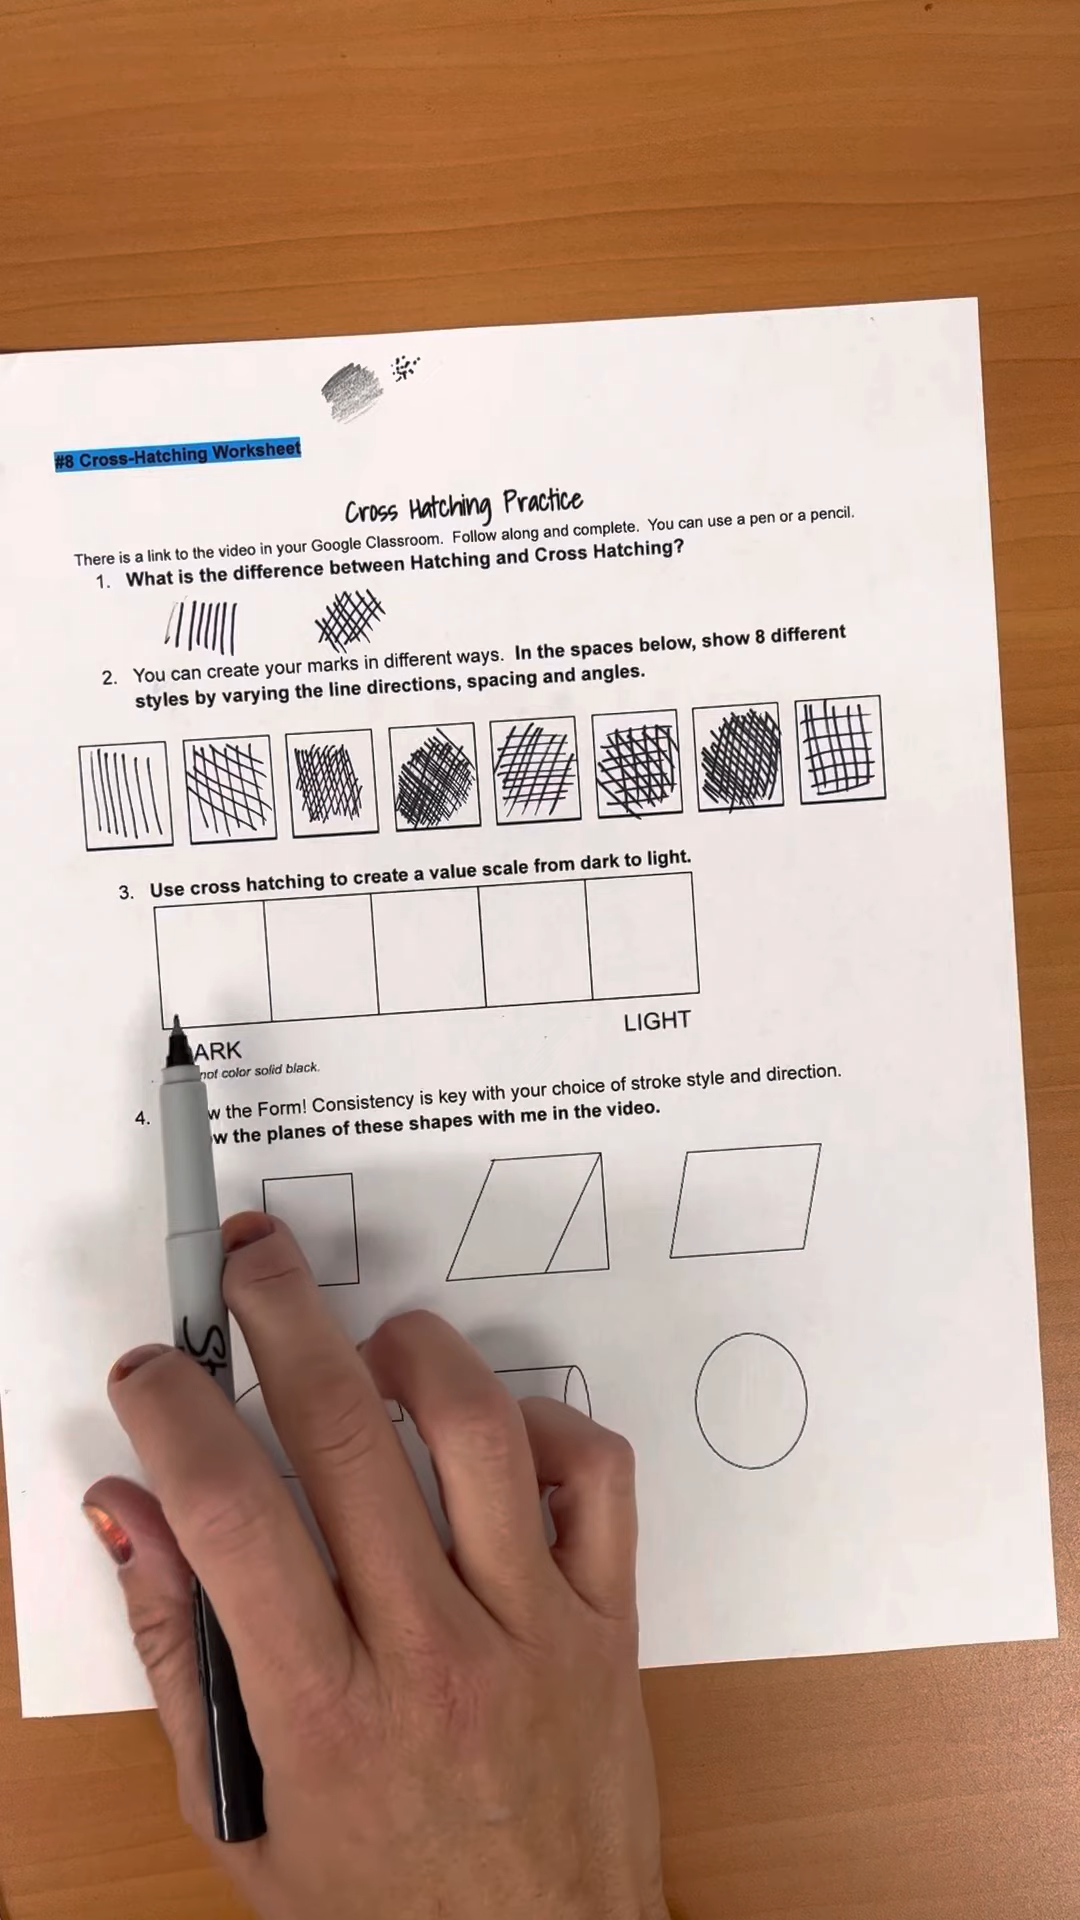 #8 Cross-Hatching Worksheet
Cross Hatching Practice
There is a link to the video in your Google Classroom. Follow along and complete. You can use a pen or a pencil.
1. What is the difference between Hatching and Cross Hatching?
2. You can create your marks in different ways. In the spaces below, show 8 different
styles by varying the line directions, spacing and angles.
3. Use cross hatching to create a value scale from dark to light.
ARK
LIGHT
not color solid black.
4. w the Form! Consistency is key with your choice of stroke style and direction.
w the planes of these shapes with me in the video.